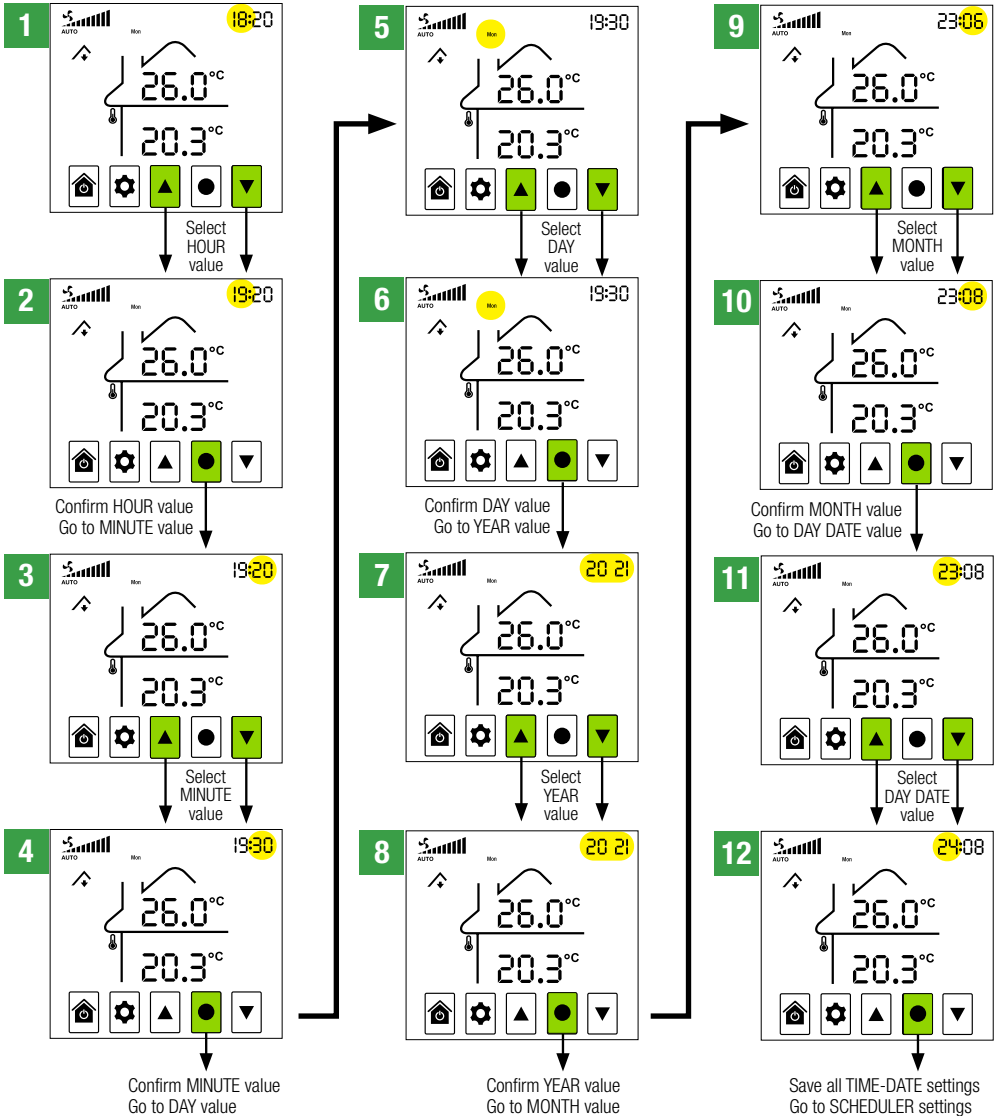 1
18:20
AUTO
Mon
26.0°C
20.3°C
Select
HOUR
value
2
19:20
AUTO
Mon
26.0°C
20.3°C
Confirm HOUR value
Go to MINUTE value
3
19:20
AUTO
Mon
26.0°C
20.3°C
Select
MINUTE
value
4
19:30
AUTO
Mon
26.0°C
20.3°C
Confirm MINUTE value
Go to DAY value
5
19:30
AUTO
Mon
26.0°C
20.3°C
Select
DAY
value
6
19:30
AUTO
Mon
26.0°C
20.3°C
Confirm DAY value
Go to YEAR value
7
20 21
AUTO
Mon
26.0°C
20.3°C
Select
YEAR
value
8
20 21
AUTO
Mon
26.0°C
20.3°C
Confirm YEAR value
Go to MONTH value
9
23:06
AUTO
Mon
26.0°C
20.3°C
Select
MONTH
value
10
23:08
AUTO
Mon
26.0°C
20.3°C
Confirm MONTH value
Go to DAY DATE value
11
23:08
AUTO
Mon
26.0°C
20.3°C
Select
DAY DATE
value
12
24:08
AUTO
Mon
26.0°C
20.3°C
Save all TIME-DATE settings
Go to SCHEDULER settings